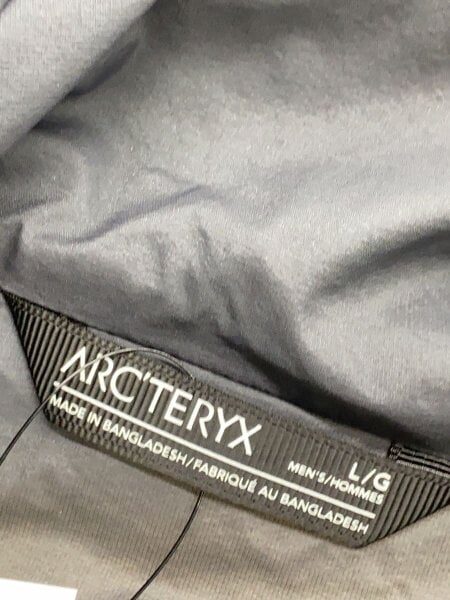 ARC'TERYX
L/G
MEN'S/HOMMES
MADE IN BANGLADESH/FABRIQUÉ AU BANGLADESH